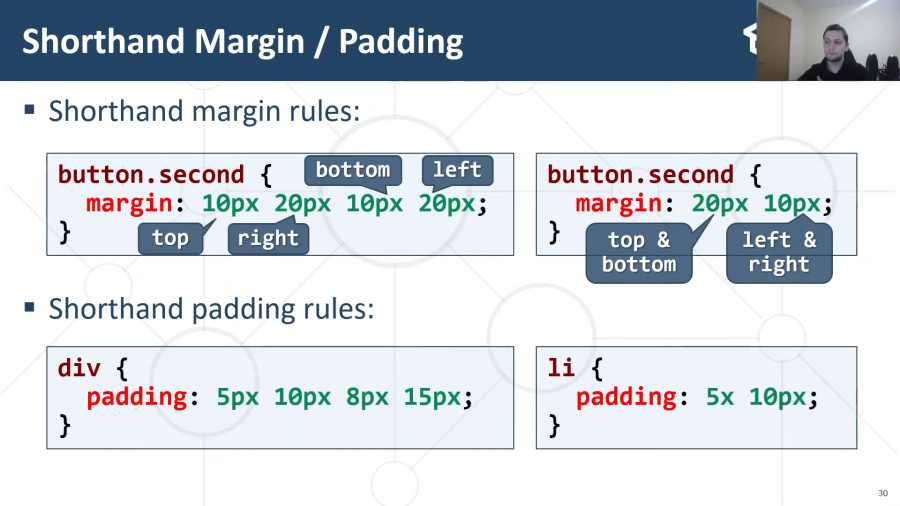 Shorthand Margin / Padding
▪ Shorthand margin rules:
button.second {
bottom
left
margin: 10px 20px 10px 20px;
}
top
right
button.second {
margin: 20px 10px;
}
top &
bottom
left &
right
▪ Shorthand padding rules:
div {
padding: 5px 10px 8px 15px;
}
li {
padding: 5x 10px;
}
30